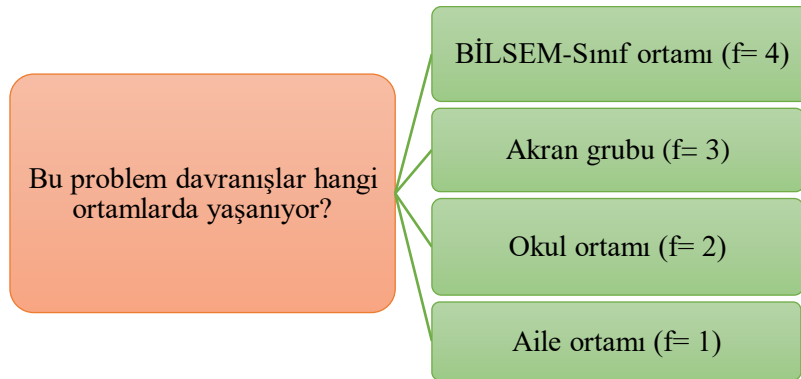 Bu problem davranışlar hangi
ortamlarda yaşanıyor?
BİLSEM-Sınıf ortamı (f= 4)
Akran grubu (f= 3)
Okul ortamı (f= 2)
Aile ortamı (f= 1)